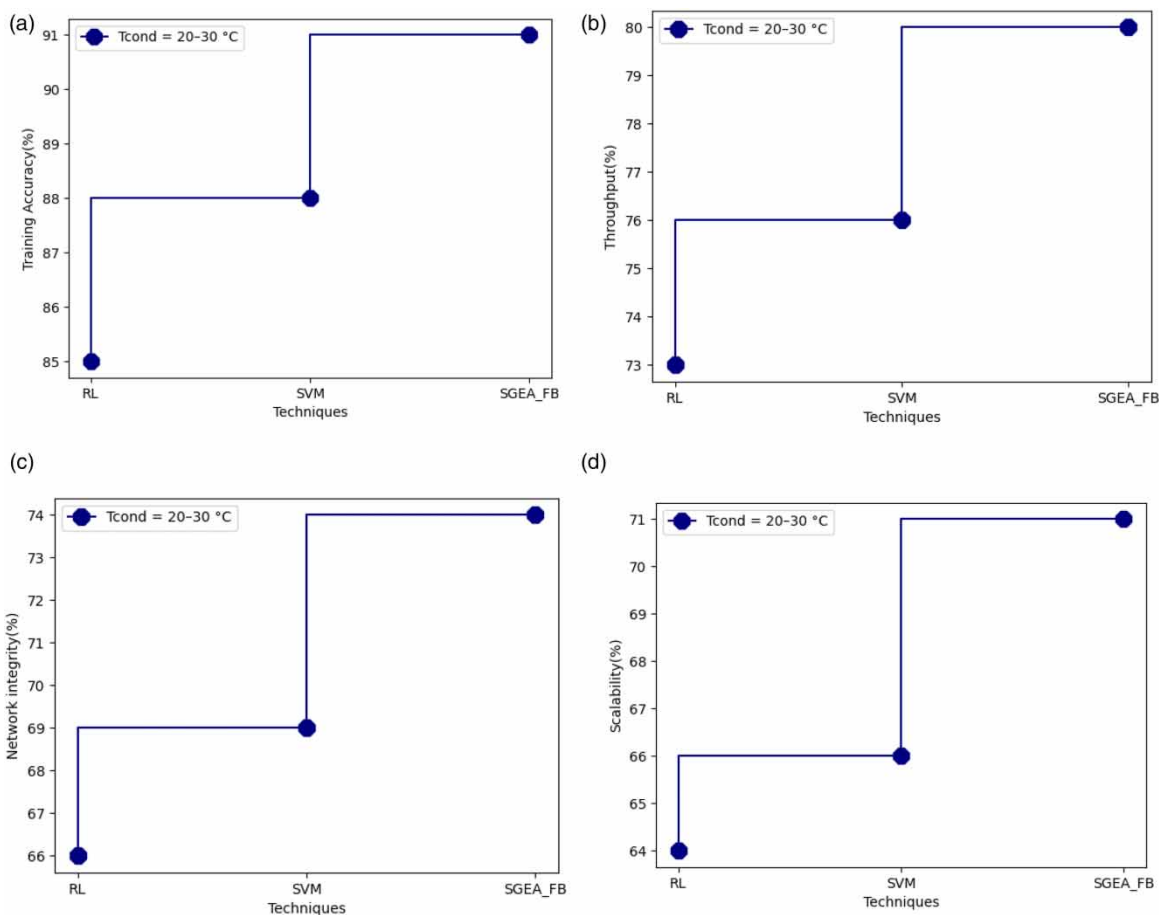 (a)
Tcond = 20–30 °C
91
90
89
88
87
86
85
Training Accuracy(%)
RL SVM SGEA_FB
Techniques
(b)
Tcond = 20–30 °C
80
79
78
77
76
75
74
73
Throughput(%)
RL SVM SGEA_FB
Techniques
(c)
Tcond = 20–30 °C
74
73
72
71
70
69
68
67
66
Network integrity(%)
RL SVM SGEA_FB
Techniques
(d)
Tcond = 20–30 °C
71
70
69
68
67
66
65
64
Scalability(%)
RL SVM SGEA_FB
Techniques